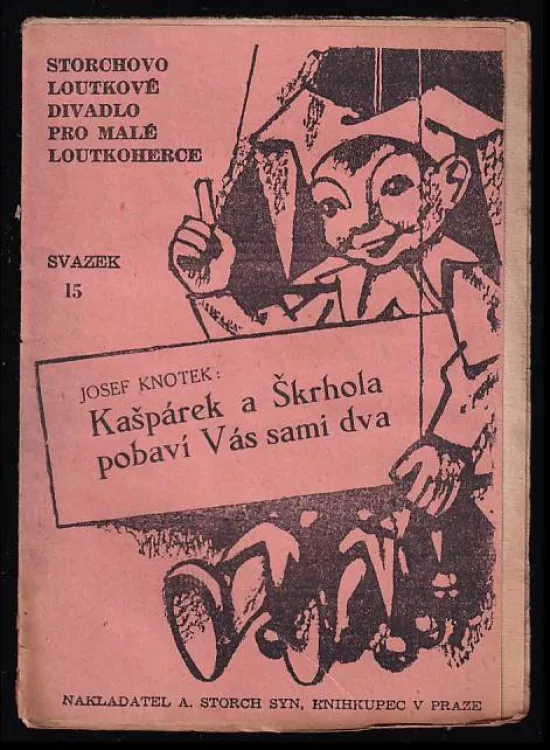 STORCHOVO
LOUTKOVÉ
DIVADLO
PRO MALÉ
LOUTKOHERCE
SVAZEK
15
JOSEF KNOTEK:
Kašpárek a Škrhola
pobaví Vás sami dva
NAKLADATEL A. STORCH SYN, KNIHKUPEC V PRAZE